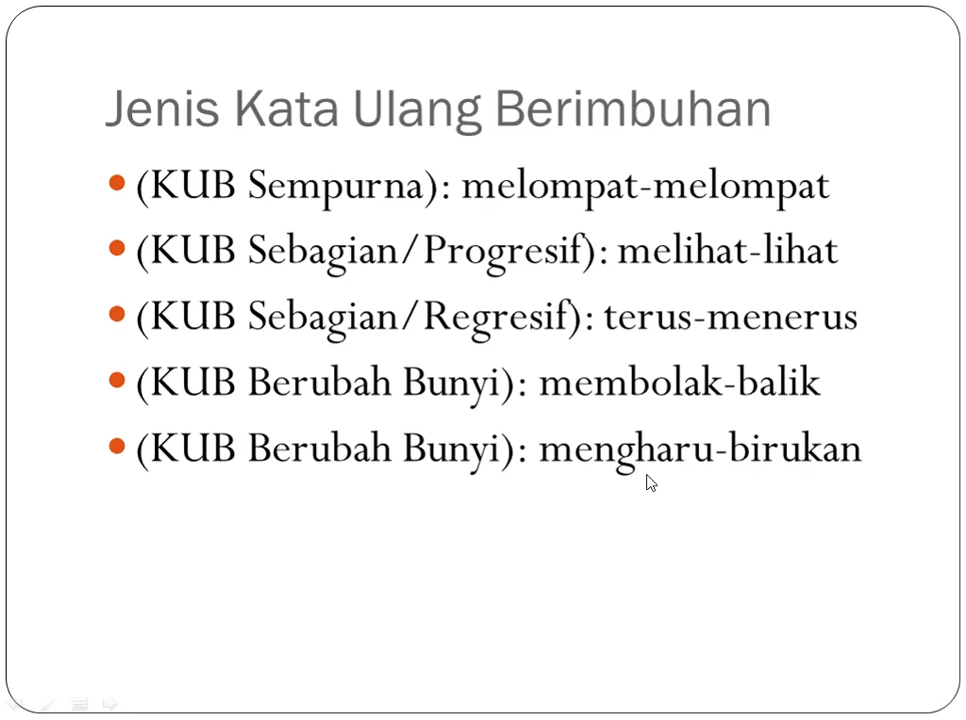 Jenis Kata Ulang Berimbuhan
(KUB Sempurna): melompat-melompat
(KUB Sebagian/Progresif): melihat-lihat
(KUB Sebagian/Regresif): terus-menerus
(KUB Berubah Bunyi): membolak-balik
(KUB Berubah Bunyi): mengharu-birukan